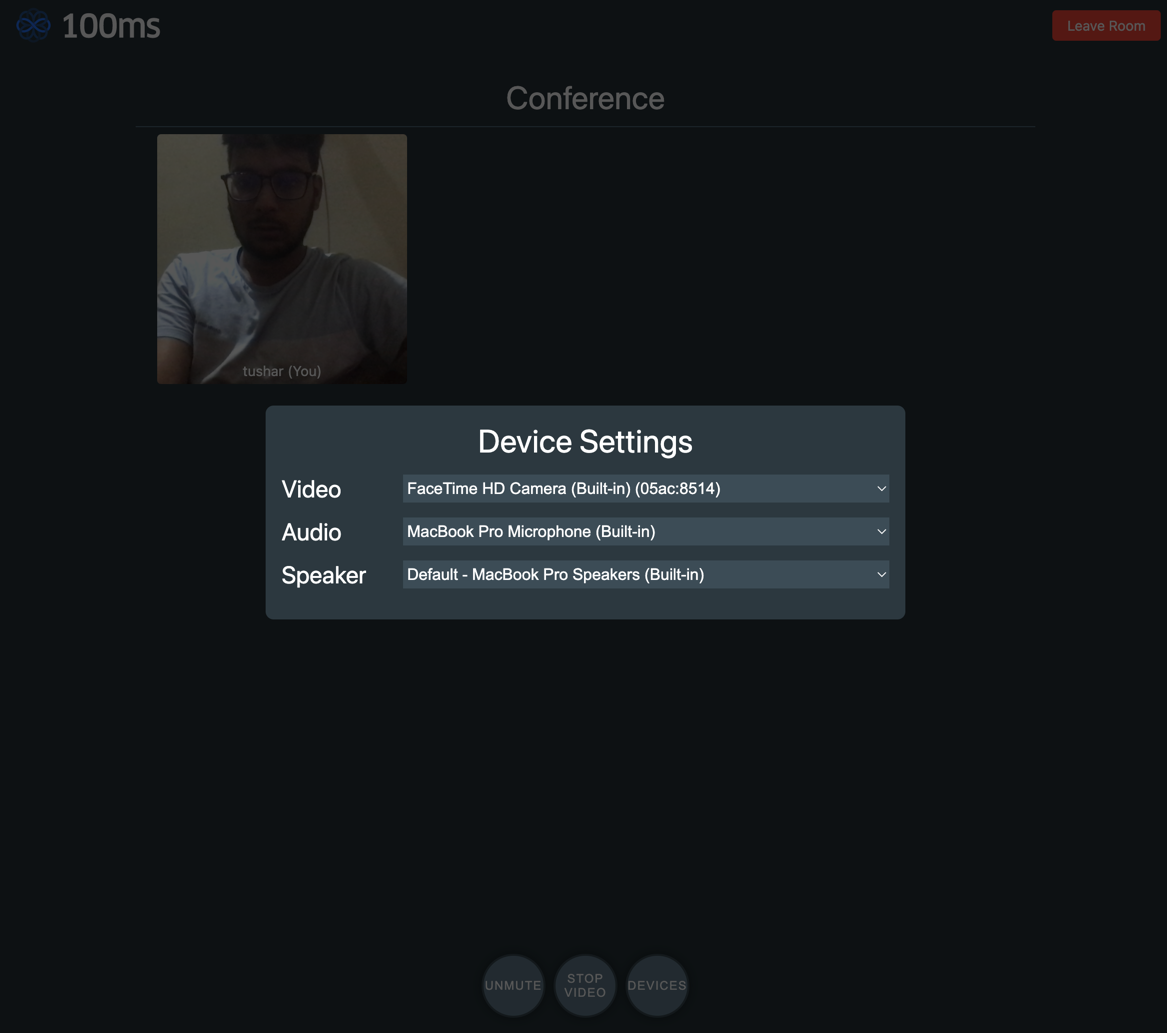 100ms
Leave Room
Conference
tushar (You)
Device Settings
Video
FaceTime HD Camera (Built-in) (05ac:8514)
Audio
MacBook Pro Microphone (Built-in)
Speaker
Default - MacBook Pro Speakers (Built-in)
UNMUTE
STOP
VIDEO
DEVICES